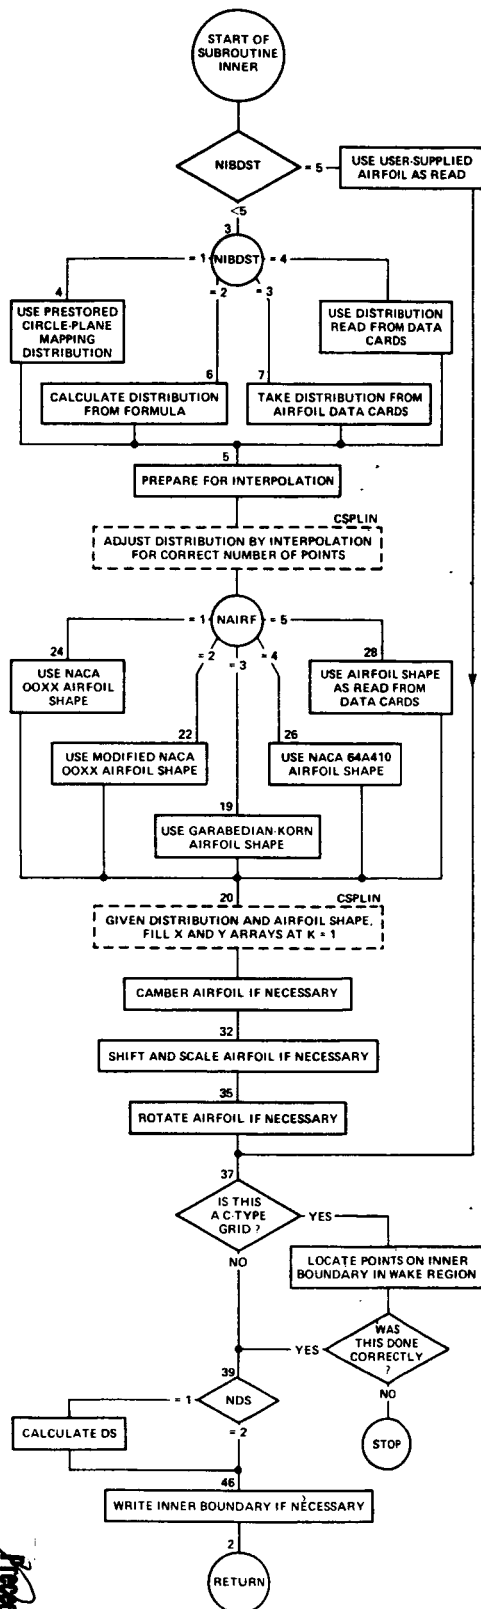 START OF
SUBROUTINE
INNER
NIBDST
= 5
USE USER-SUPPLIED
AIRFOIL AS READ
<5
3
NIBDST
= 1
= 2
= 3
= 4
4
USE PRESTORED
CIRCLE-PLANE
MAPPING
DISTRIBUTION
USE DISTRIBUTION
READ FROM DATA
CARDS
6
CALCULATE DISTRIBUTION
FROM FORMULA
7
TAKE DISTRIBUTION FROM
AIRFOIL DATA CARDS
5
PREPARE FOR INTERPOLATION
CSPLIN
ADJUST DISTRIBUTION BY INTERPOLATION
FOR CORRECT NUMBER OF POINTS
NAIRF
= 1
= 2
= 3
= 4
= 5
24
USE NACA
00XX AIRFOIL
SHAPE
28
USE AIRFOIL SHAPE
AS READ FROM
DATA CARDS
22
USE MODIFIED NACA
00XX AIRFOIL SHAPE
26
USE NACA 64A410
AIRFOIL SHAPE
19
USE GARABEDIAN-KORN
AIRFOIL SHAPE
20
CSPLIN
GIVEN DISTRIBUTION AND AIRFOIL SHAPE,
FILL X AND Y ARRAYS AT K = 1
CAMBER AIRFOIL IF NECESSARY
32
SHIFT AND SCALE AIRFOIL IF NECESSARY
35
ROTATE AIRFOIL IF NECESSARY
37
IS THIS
A C-TYPE
GRID ?
YES
NO
LOCATE POINTS ON INNER
BOUNDARY IN WAKE REGION
WAS
THIS DONE
CORRECTLY
?
YES
NO
STOP
39
NDS
= 1
= 2
CALCULATE DS
46
WRITE INNER BOUNDARY IF NECESSARY
2
RETURN